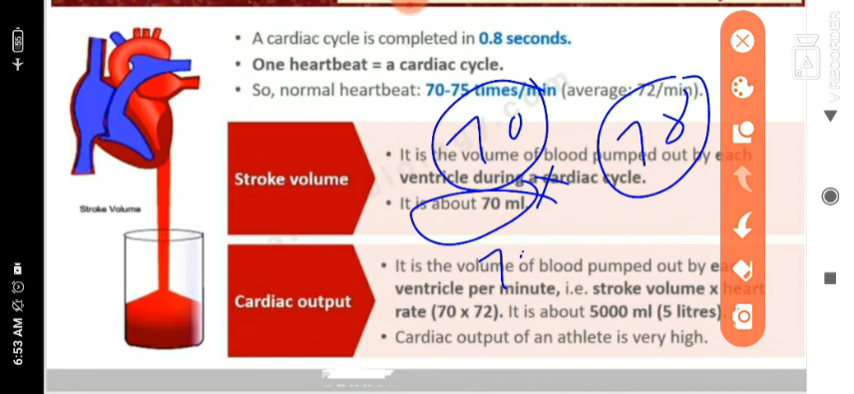 • A cardiac cycle is completed in 0.8 seconds.
• One heartbeat = a cardiac cycle.
• So, normal heartbeat: 70-75 times/min (average: 72/min).
70
78
Stroke volume
• It is the volume of blood pumped out by each
ventricle during a cardiac cycle.
• It is about 70 ml.
Stroke Volume
Cardiac output
• It is the volume of blood pumped out by each
ventricle per minute, i.e. stroke volume x heart
rate (70 x 72). It is about 5000 ml (5 litres).
• Cardiac output of an athlete is very high.
6:53 AM
55
V RECORDER